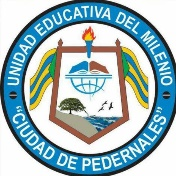 UNIDAD EDUCATIVA DEL MILENIO
"CIUDAD DE PEDERNALES"